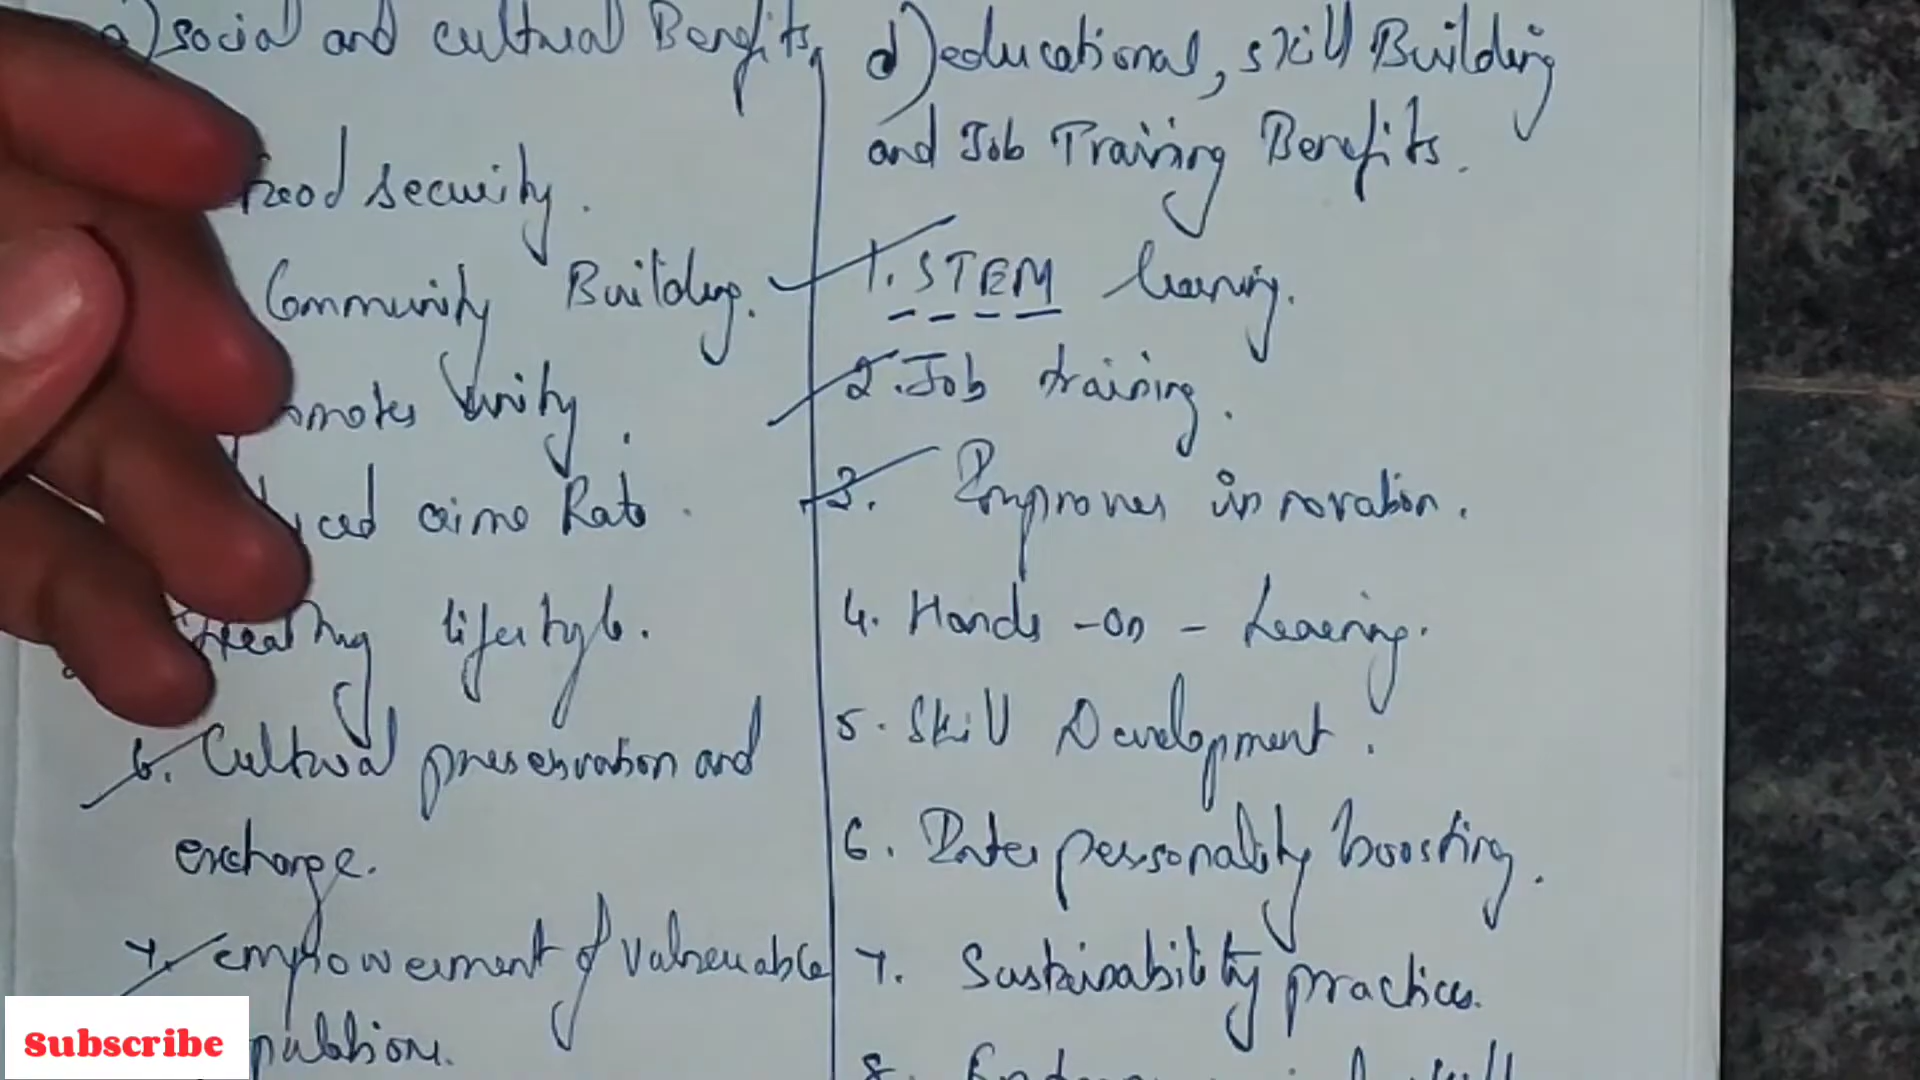 social and cultural Benefits
food security.
Community Building.
unity.
crime Rate.
Healthy lifestyle.
6. Cultural preservation and
exchange.
7. empowerment of vulnerable
d) educational, skill Building
and Job Training Benefits.
1. STEM learning.
2. Job training.
3. Improves innovation.
4. Hands-on-Learning.
5. Skill Development.
6. Inter personality boosting.
7. Sustainability practices.
8.
Subscribe